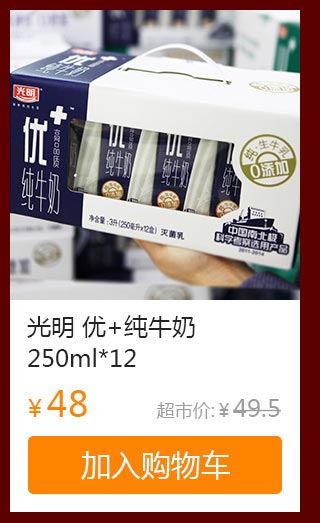 光明
优+
高品质
纯牛奶
优+
纯牛奶
纯·生牛乳
0添加
净含量：3升(250毫升x12盒) 灭菌乳
中国南北极
科学考察选用产品
2011-2014
光明 优+纯牛奶
250ml*12
¥48
超市价:¥49.5
加入购物车